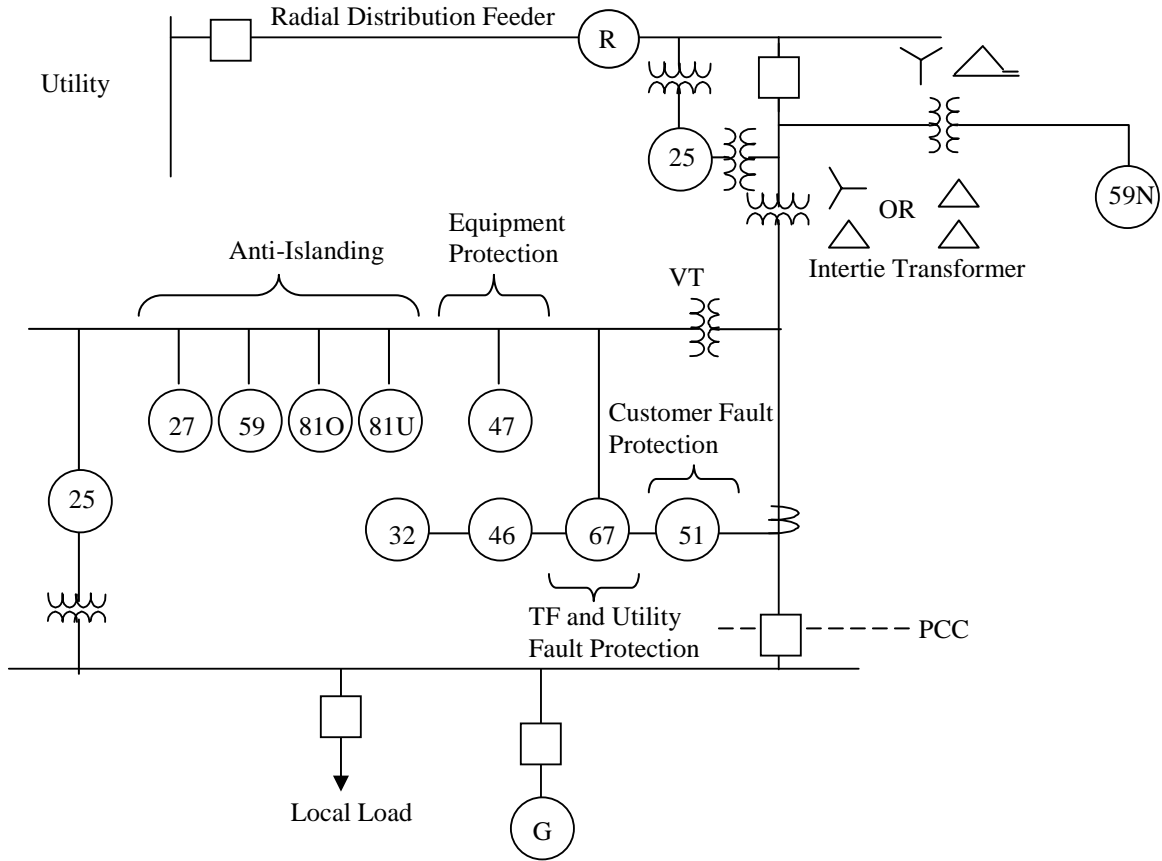 Radial Distribution Feeder
R
Utility
25
59N
OR
Intertie Transformer
Equipment
Protection
Anti-Islanding
VT
27
59
81O
81U
47
Customer Fault
Protection
25
32
46
67
51
TF and Utility
Fault Protection
PCC
Local Load
G